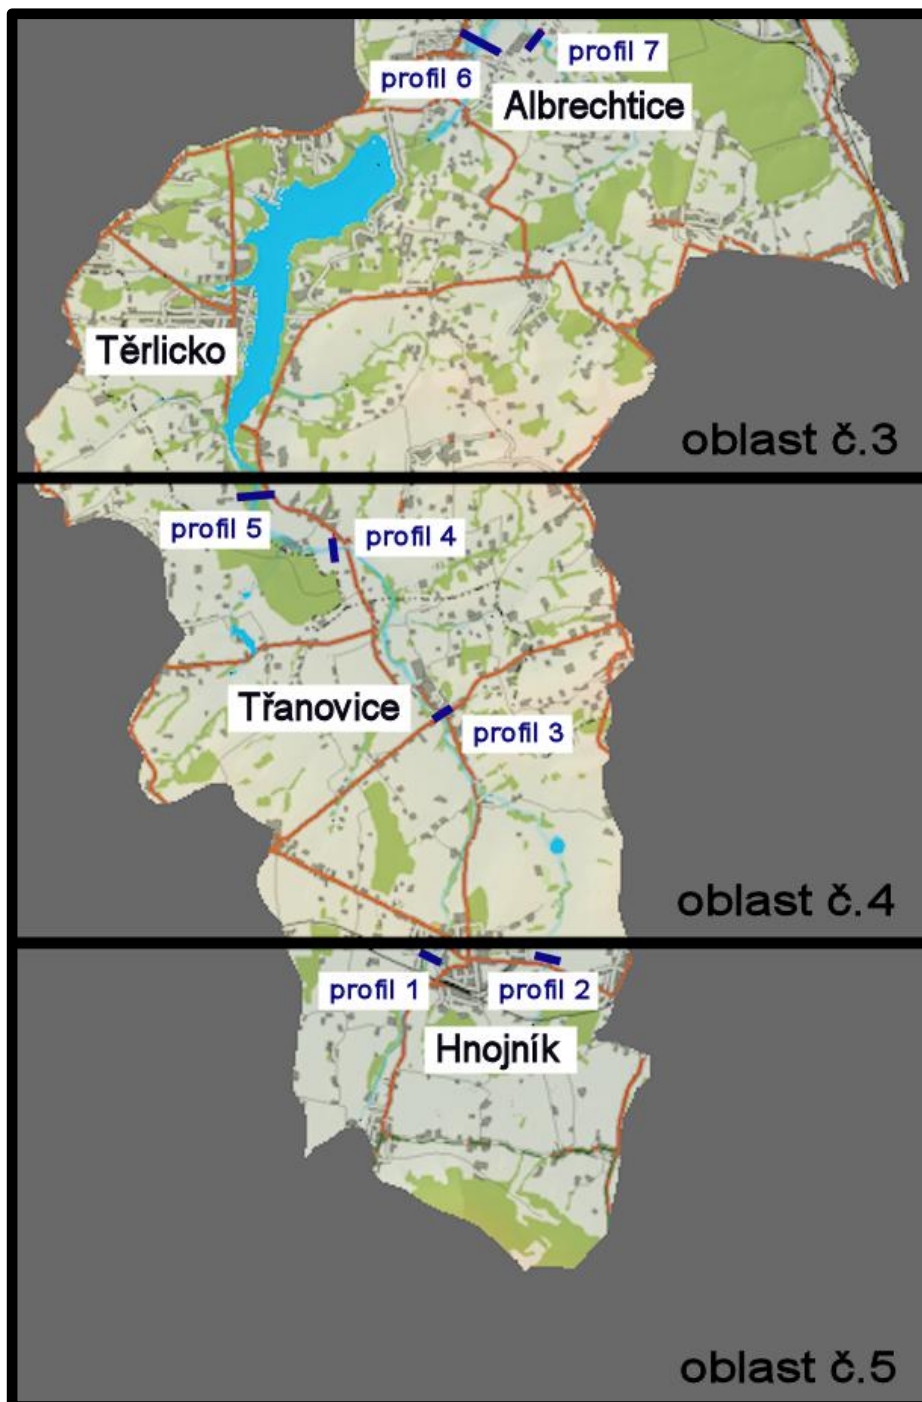 profil 6
profil 7
Albrechtice
Těrlicko
oblast č.3
profil 5
profil 4
Třanovice
profil 3
oblast č.4
profil 1
profil 2
Hnojník
oblast č.5